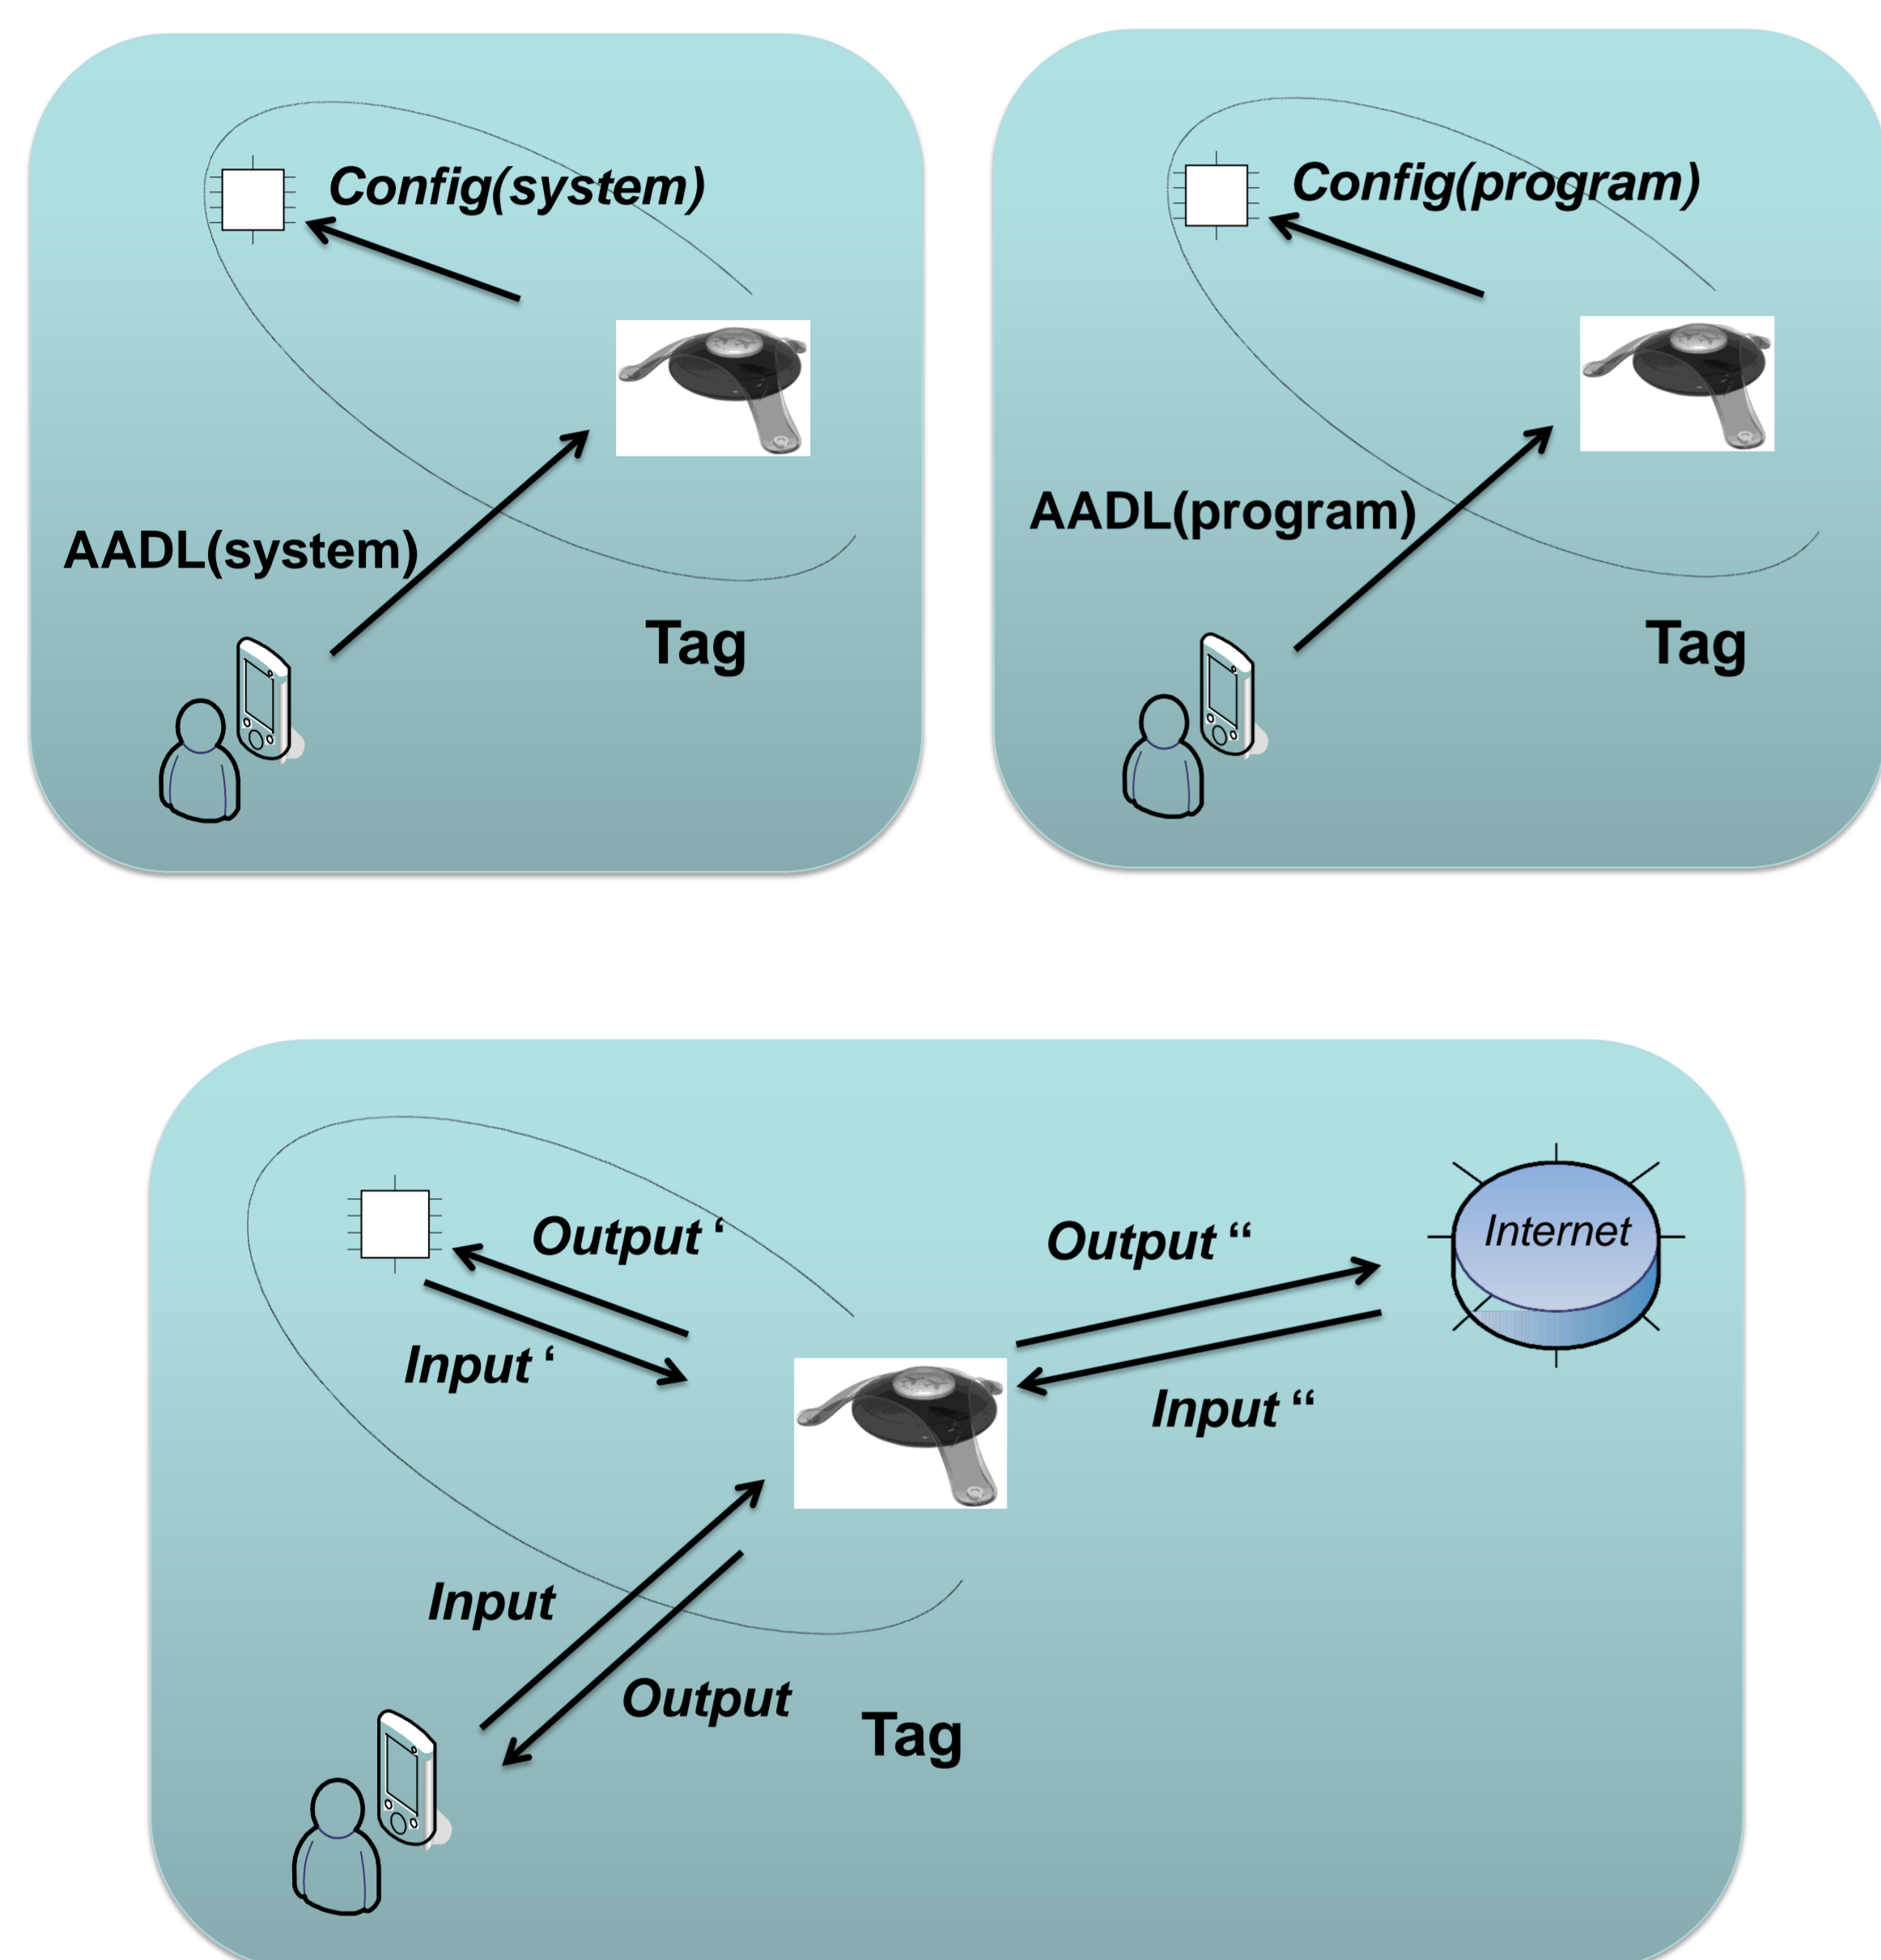 Config(system)
AADL(system)
Tag
Config(program)
AADL(program)
Tag
Output ‘
Input ‘
Output “
Internet
Input “
Input
Output
Tag